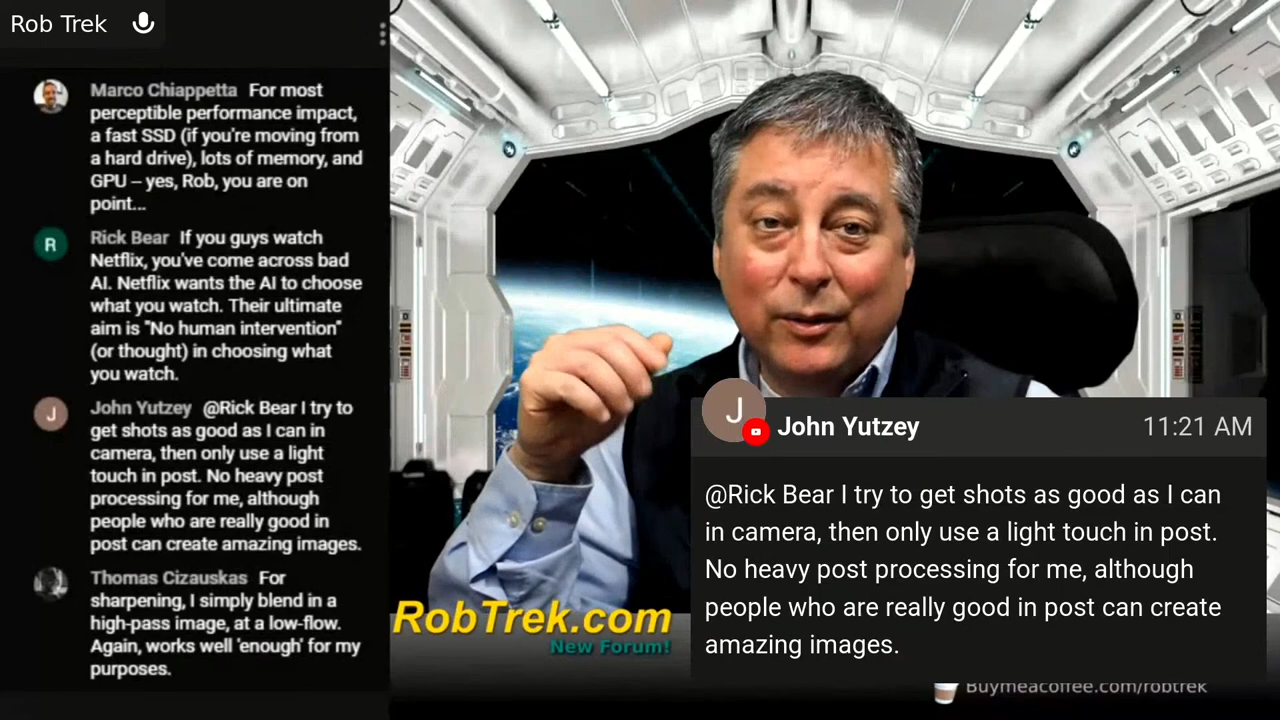 Rob Trek
Marco Chiappetta For most
perceptible performance impact,
a fast SSD (if you're moving from
a hard drive), lots of memory, and
GPU -- yes, Rob, you are on
point...
R
Rick Bear If you guys watch
Netflix, you've come across bad
AI. Netflix wants the AI to choose
what you watch. Their ultimate
aim is "No human intervention"
(or thought) in choosing what
you watch.
J
John Yutzey @Rick Bear I try to
get shots as good as I can in
camera, then only use a light
touch in post. No heavy post
processing for me, although
people who are really good in
post can create amazing images.
Thomas Cizauskas For
sharpening, I simply blend in a
high-pass image, at a low-flow.
Again, works well 'enough' for my
purposes.
RobTrek.com
New Forum!
J
John Yutzey 11:21 AM
@Rick Bear I try to get shots as good as I can
in camera, then only use a light touch in post.
No heavy post processing for me, although
people who are really good in post can create
amazing images.
Buymeacoffee.com/robtrek